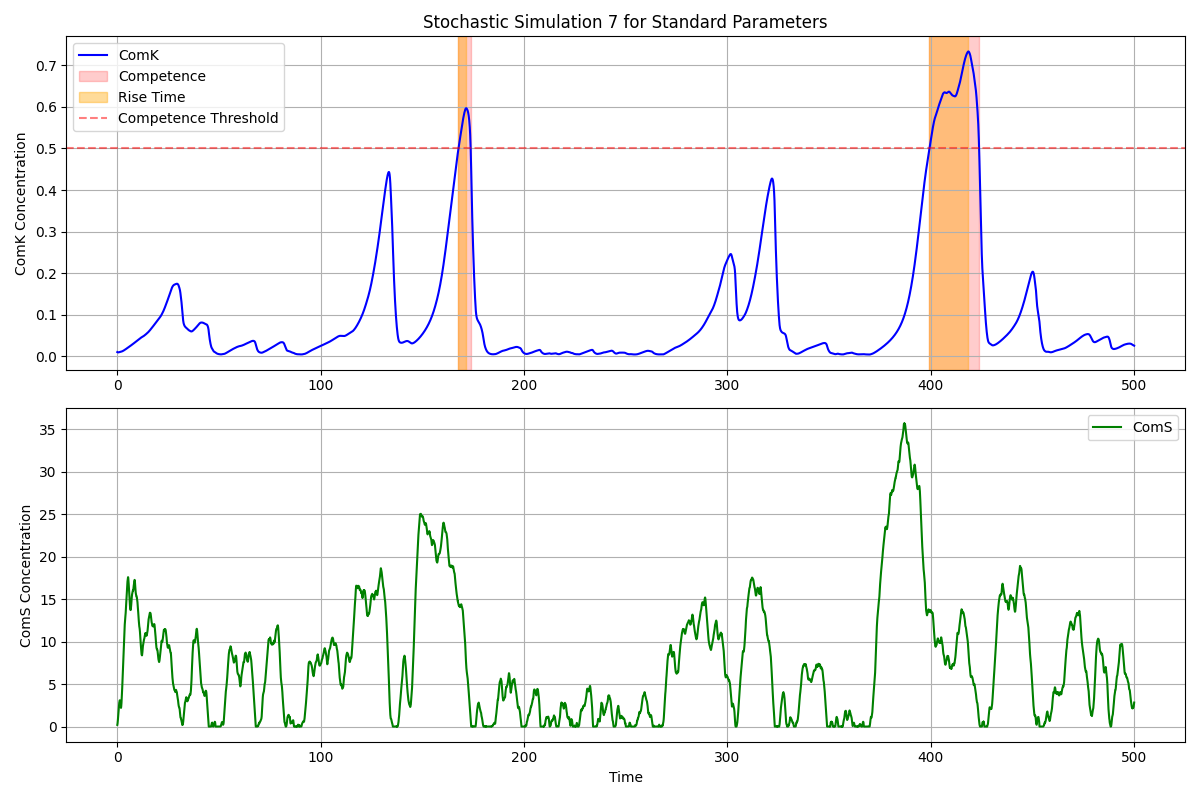 Stochastic Simulation 7 for Standard Parameters
ComK
Competence
Rise Time
Competence Threshold
ComK Concentration
0.7
0.6
0.5
0.4
0.3
0.2
0.1
0.0
0 100 200 300 400 500
ComS
ComS Concentration
35
30
25
20
15
10
5
0
0 100 200 300 400 500
Time